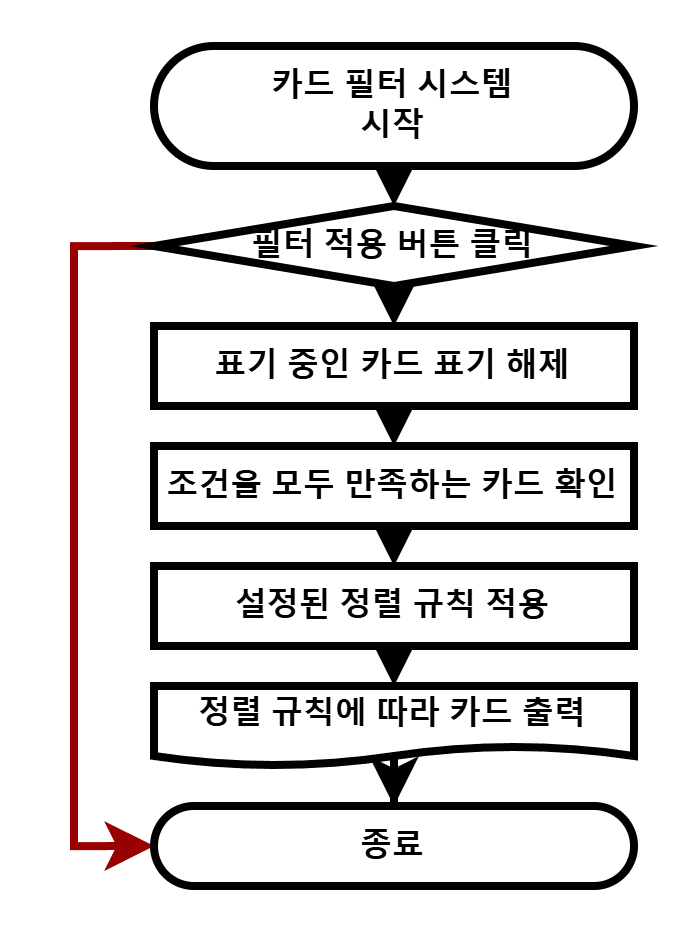 카드 필터 시스템
시작
필터 적용 버튼 클릭
표기 중인 카드 표기 해제
조건을 모두 만족하는 카드 확인
설정된 정렬 규칙 적용
정렬 규칙에 따라 카드 출력
종료